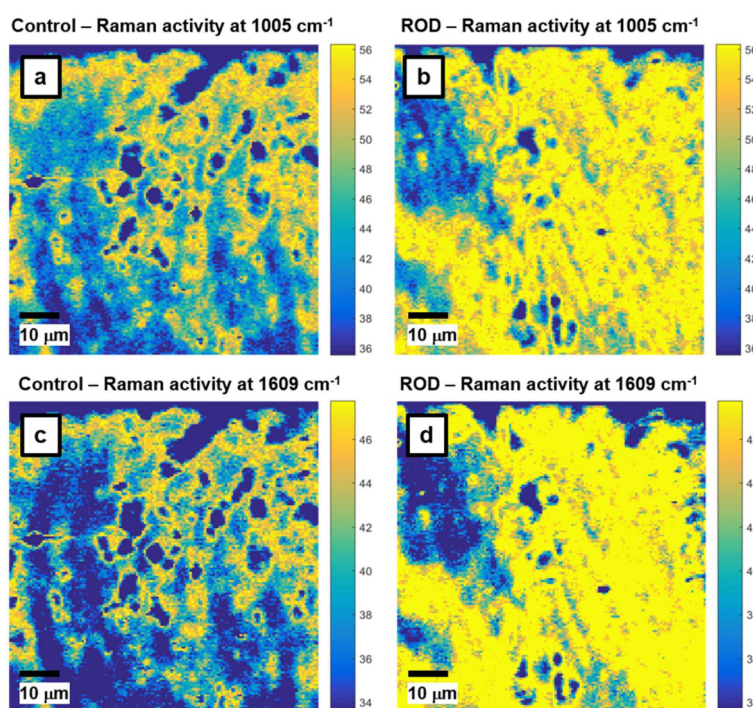 Control – Raman activity at 1005 cm⁻¹
a
10 μm
56
54
52
50
48
46
44
42
40
38
36
ROD – Raman activity at 1005 cm⁻¹
b
10 μm
Control – Raman activity at 1609 cm⁻¹
c
10 μm
46
44
42
40
38
36
34
ROD – Raman activity at 1609 cm⁻¹
d
10 μm